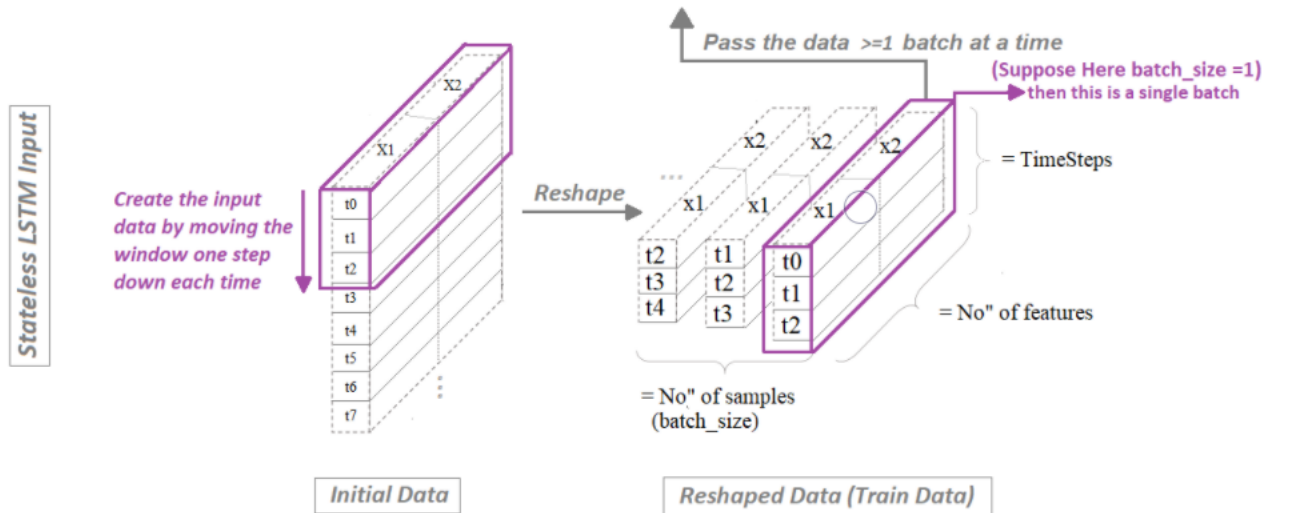 Stateless LSTM Input
X2
X1
t0
t1
t2
t3
t4
t5
t6
t7
Create the input
data by moving the
window one step
down each time
Initial Data
Reshape
Pass the data >=1 batch at a time
(Suppose Here batch_size =1)
then this is a single batch
= TimeSteps
x2 x2 x2
...
x1 x1 x1
t2 t1 t0
t3 t2 t1
t4 t3 t2
= No" of features
= No" of samples
(batch_size)
Reshaped Data (Train Data)